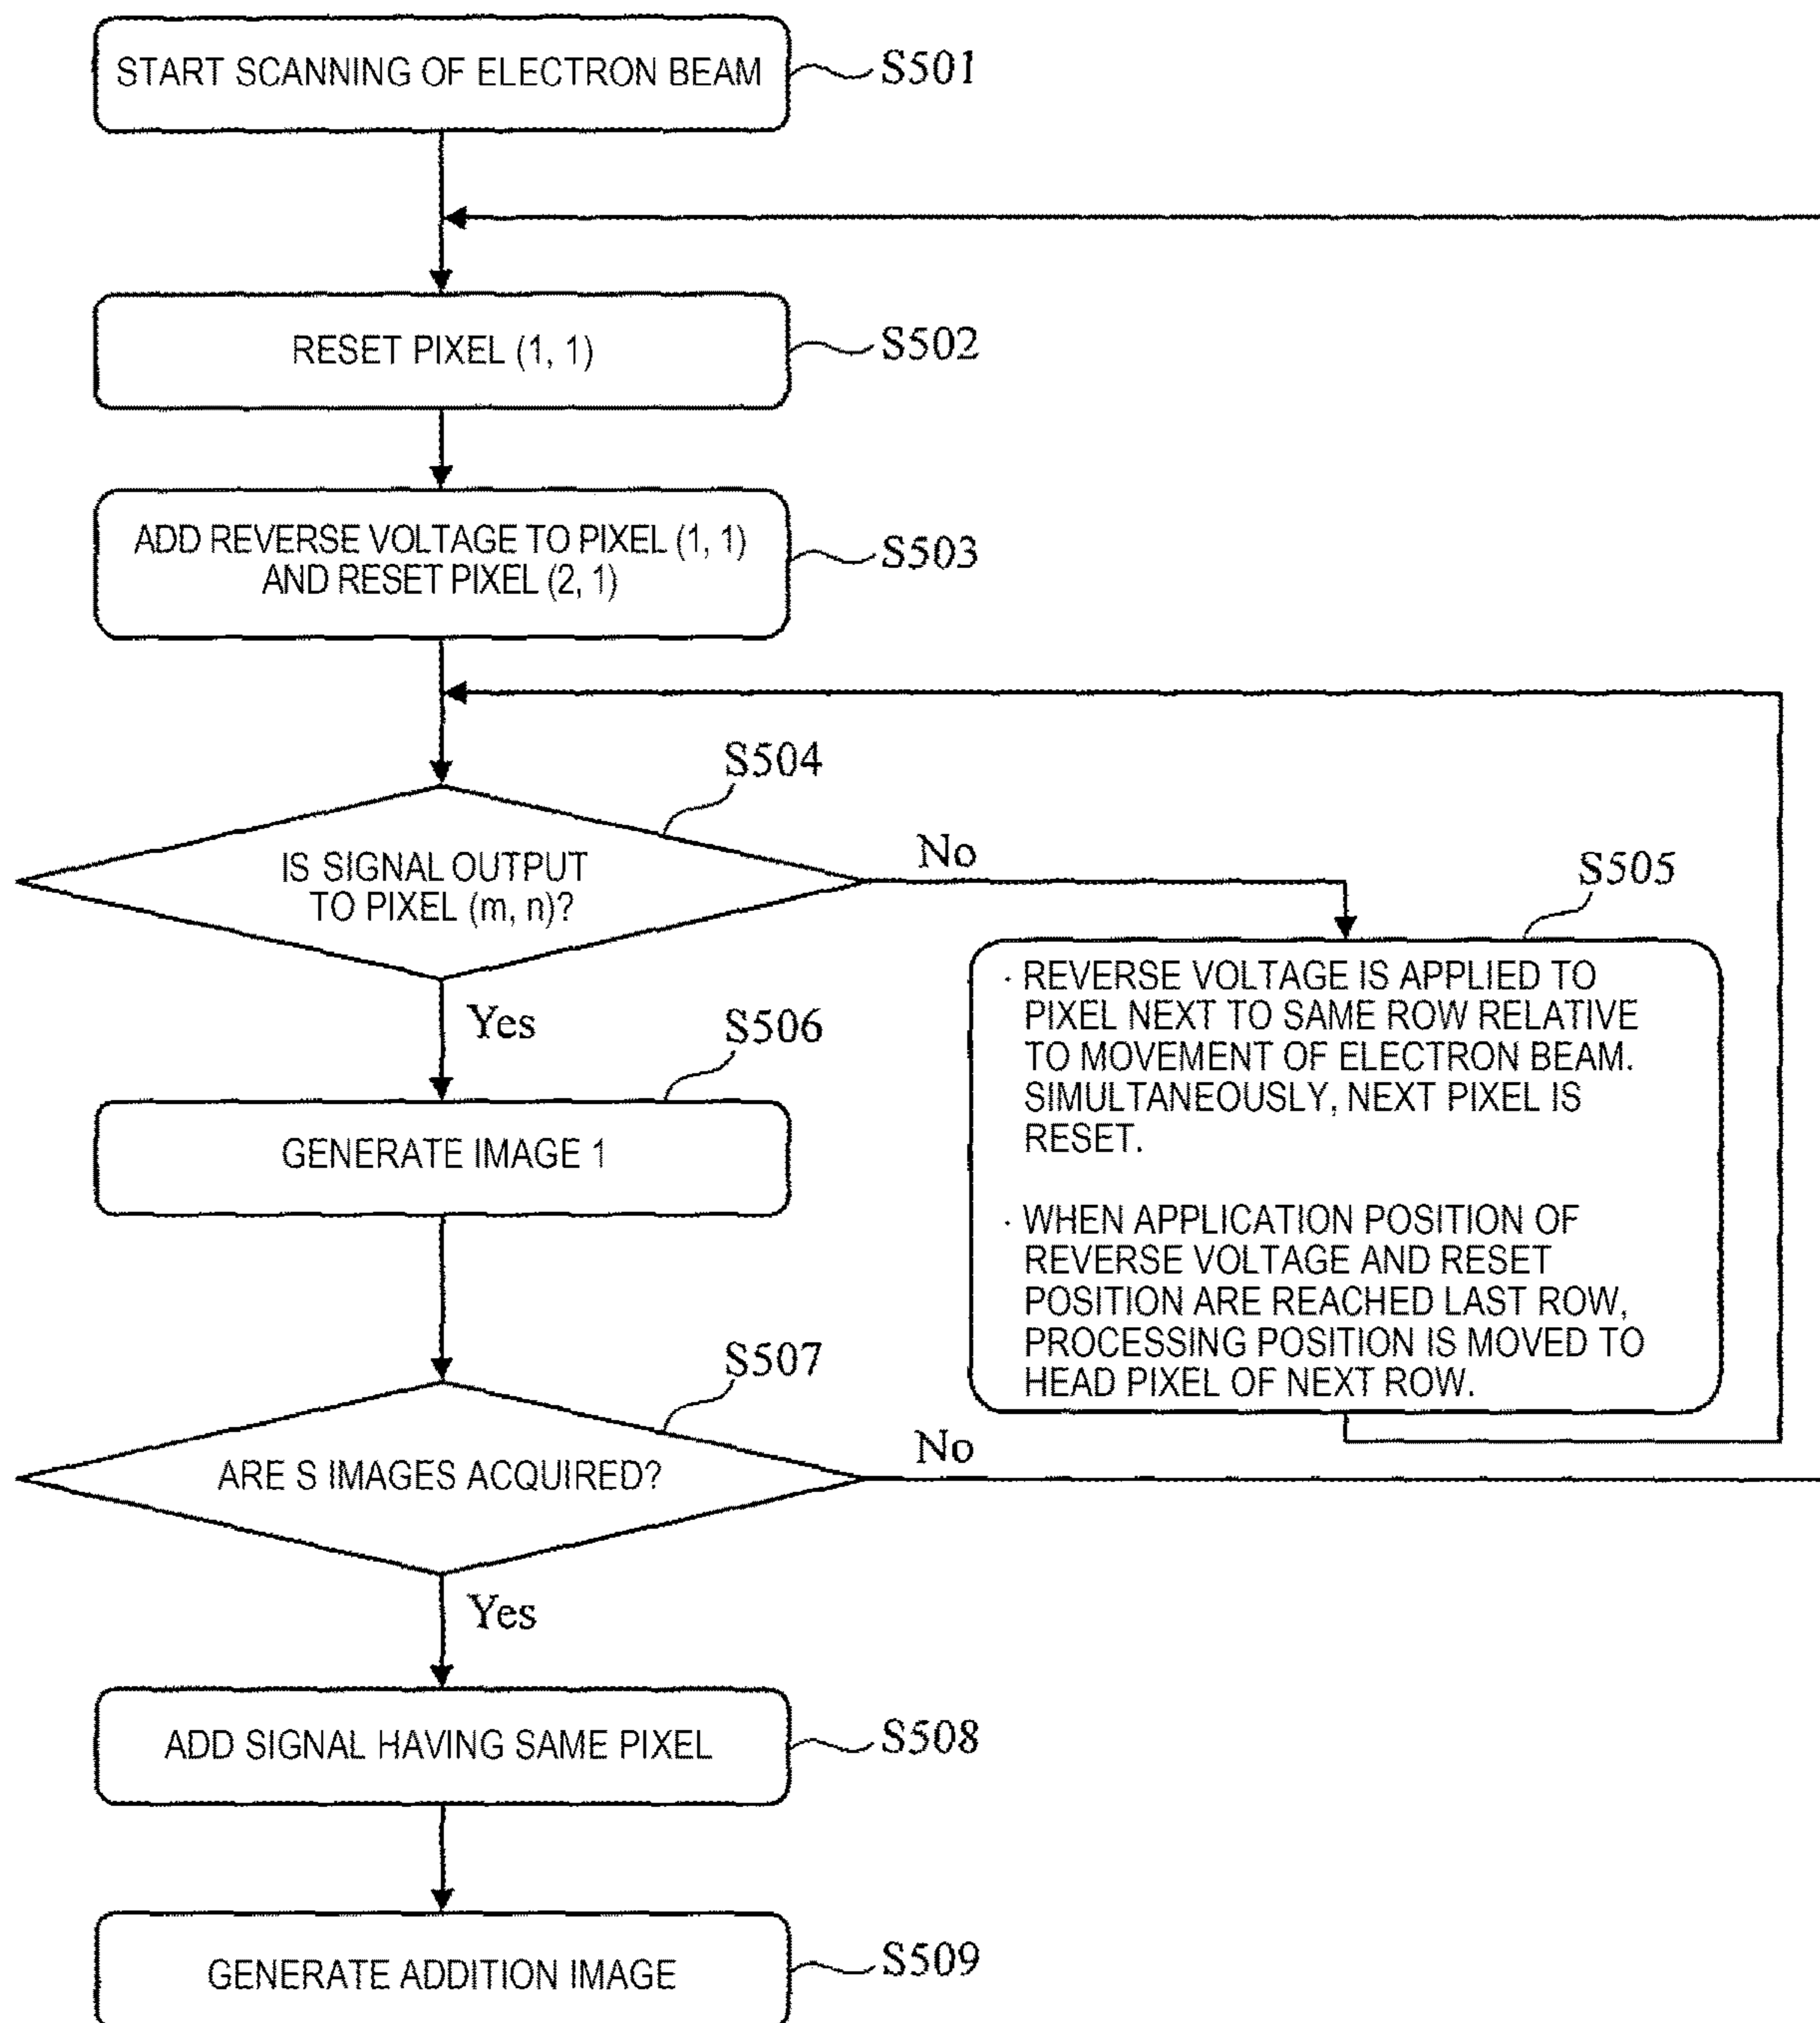 START SCANNING OF ELECTRON BEAM
S501
RESET PIXEL (1, 1)
S502
ADD REVERSE VOLTAGE TO PIXEL (1, 1)
AND RESET PIXEL (2, 1)
S503
S504
IS SIGNAL OUTPUT
TO PIXEL (m, n)?
No
Yes
S505
· REVERSE VOLTAGE IS APPLIED TO
PIXEL NEXT TO SAME ROW RELATIVE
TO MOVEMENT OF ELECTRON BEAM.
SIMULTANEOUSLY, NEXT PIXEL IS
RESET.
· WHEN APPLICATION POSITION OF
REVERSE VOLTAGE AND RESET
POSITION ARE REACHED LAST ROW,
PROCESSING POSITION IS MOVED TO
HEAD PIXEL OF NEXT ROW.
S506
GENERATE IMAGE 1
S507
ARE S IMAGES ACQUIRED?
No
Yes
ADD SIGNAL HAVING SAME PIXEL
S508
GENERATE ADDITION IMAGE
S509